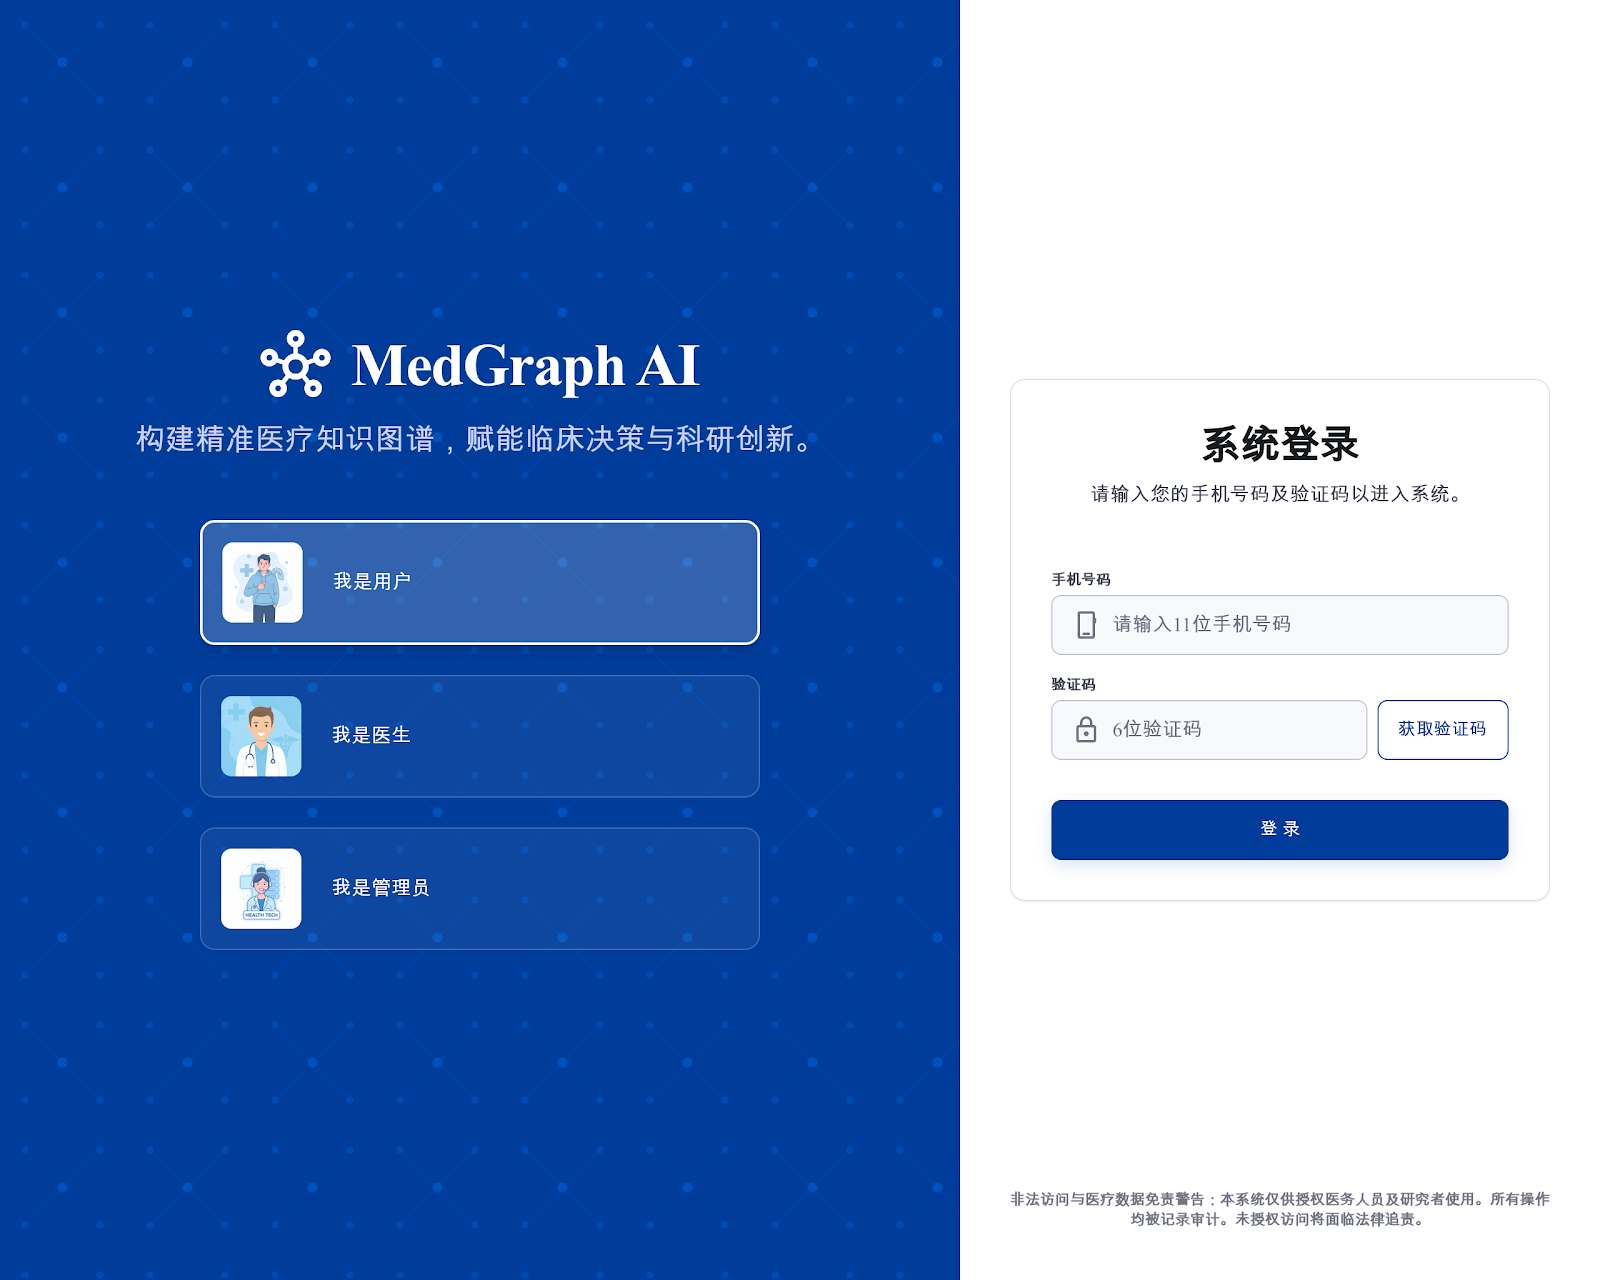 MedGraph AI
构建精准医疗知识图谱，赋能临床决策与科研创新。
我是用户
我是医生
HEALTH TECH
我是管理员
系统登录
请输入您的手机号码及验证码以进入系统。
手机号码
请输入11位手机号码
验证码
6位验证码
获取验证码
登 录
非法访问与医疗数据免责警告：本系统仅供授权医务人员及研究者使用。所有操作
均被记录审计。未授权访问将面临法律追责。